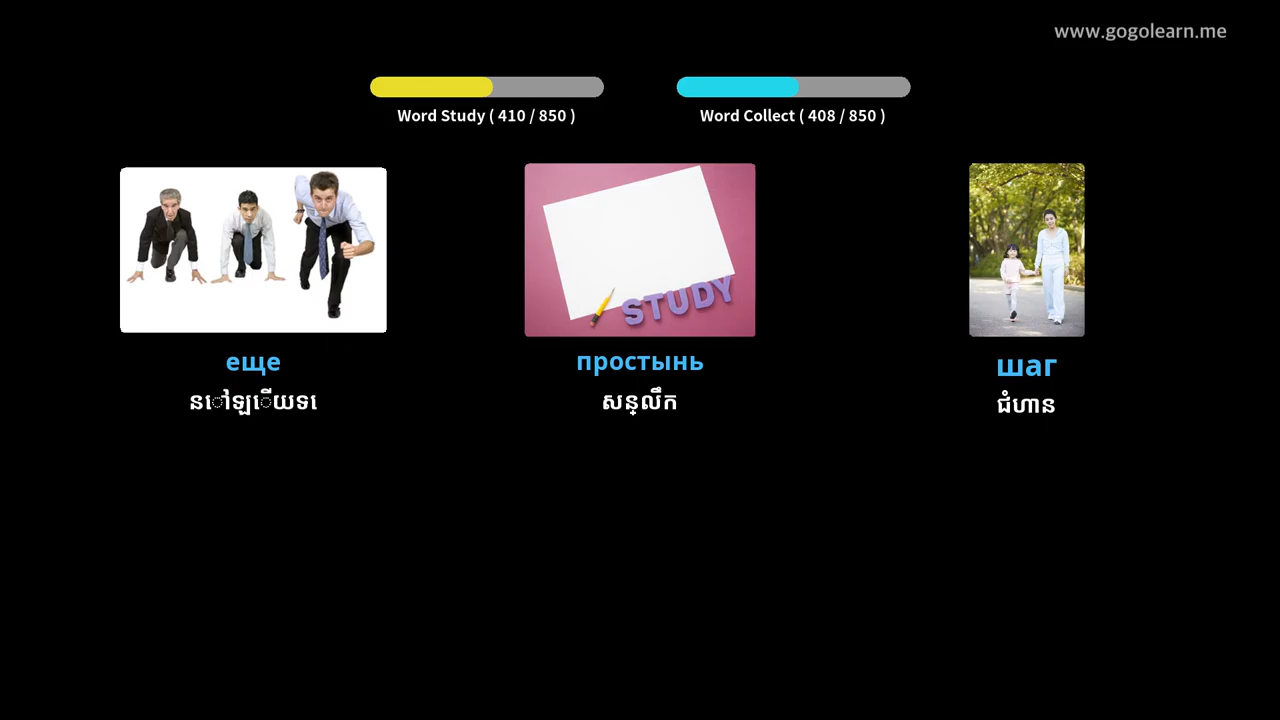 www.gogolearn.me
Word Study ( 410 / 850 )
Word Collect ( 408 / 850 )
STUDY
еще
простынь
шаг
នៅឡើយទេ
សន្លឹក
ជំហាន